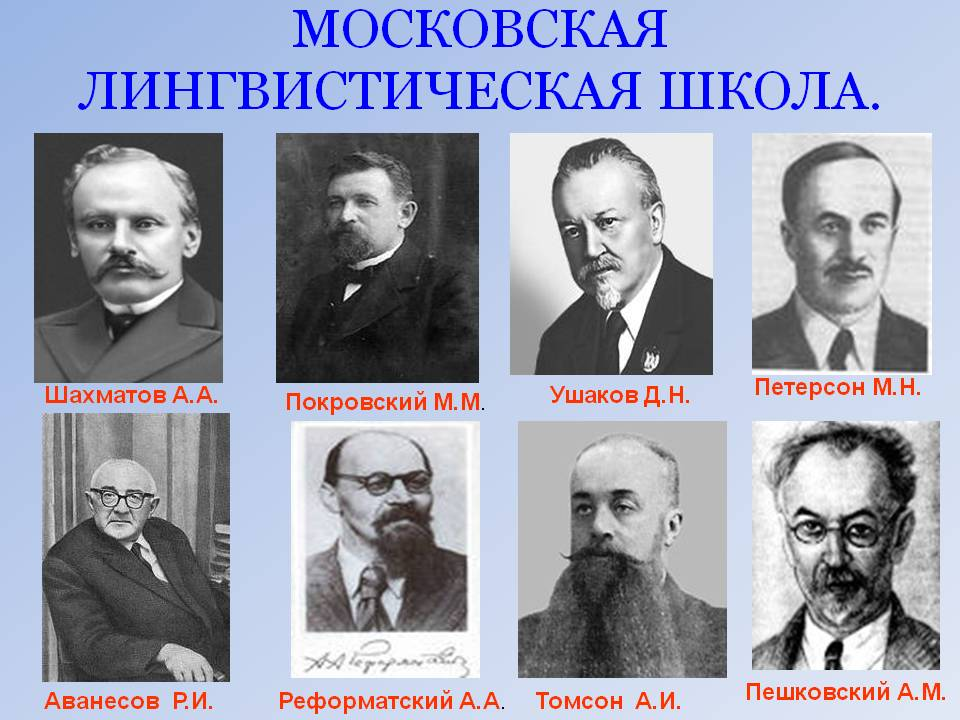 МОСКОВСКАЯ
ЛИНГВИСТИЧЕСКАЯ ШКОЛА.
Шахматов А.А.
Покровский М.М.
Ушаков Д.Н.
Петерсон М.Н.
Аванесов Р.И.
Реформатский А.А.
Томсон А.И.
Пешковский А.М.